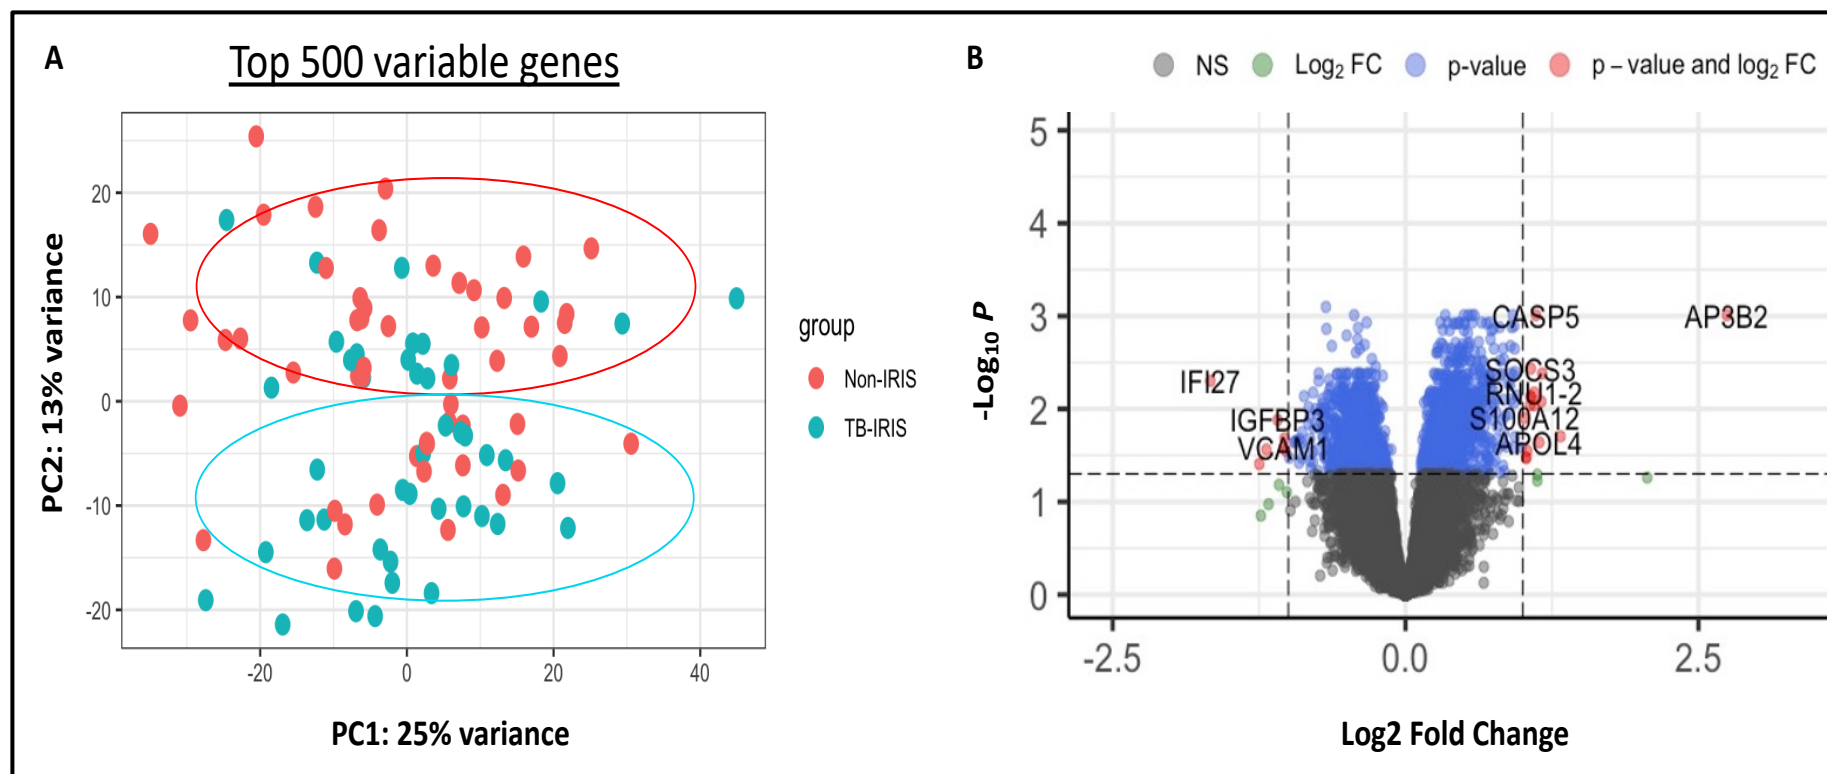 A
Top 500 variable genes
PC2: 13% variance
20
10
0
-10
-20
-20
0
20
40
PC1: 25% variance
group
Non-IRIS
TB-IRIS
B
NS
Log₂ FC
p-value
p – value and log₂ FC
-Log₁₀ P
5
4
3
2
1
0
CASP5
AP3B2
SOCS3
IFI27
RNU1-2
IGFBP3
S100A12
VCAM1
APOL4
-2.5
0.0
2.5
Log2 Fold Change